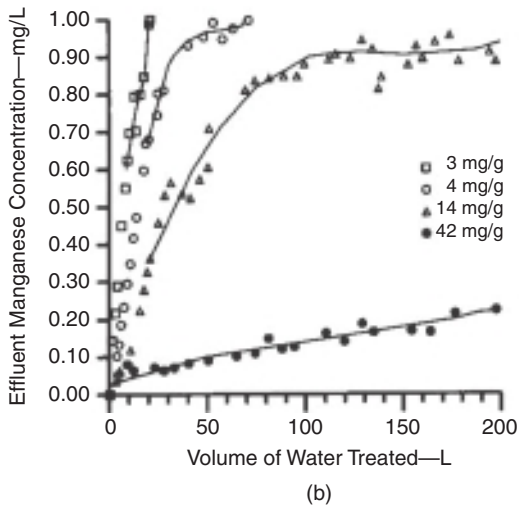 Effluent Manganese Concentration—mg/L
1.00
0.90
0.80
0.70
0.60
0.50
0.40
0.30
0.20
0.10
0.00
3 mg/g
4 mg/g
14 mg/g
42 mg/g
0 50 100 150 200
Volume of Water Treated—L
(b)